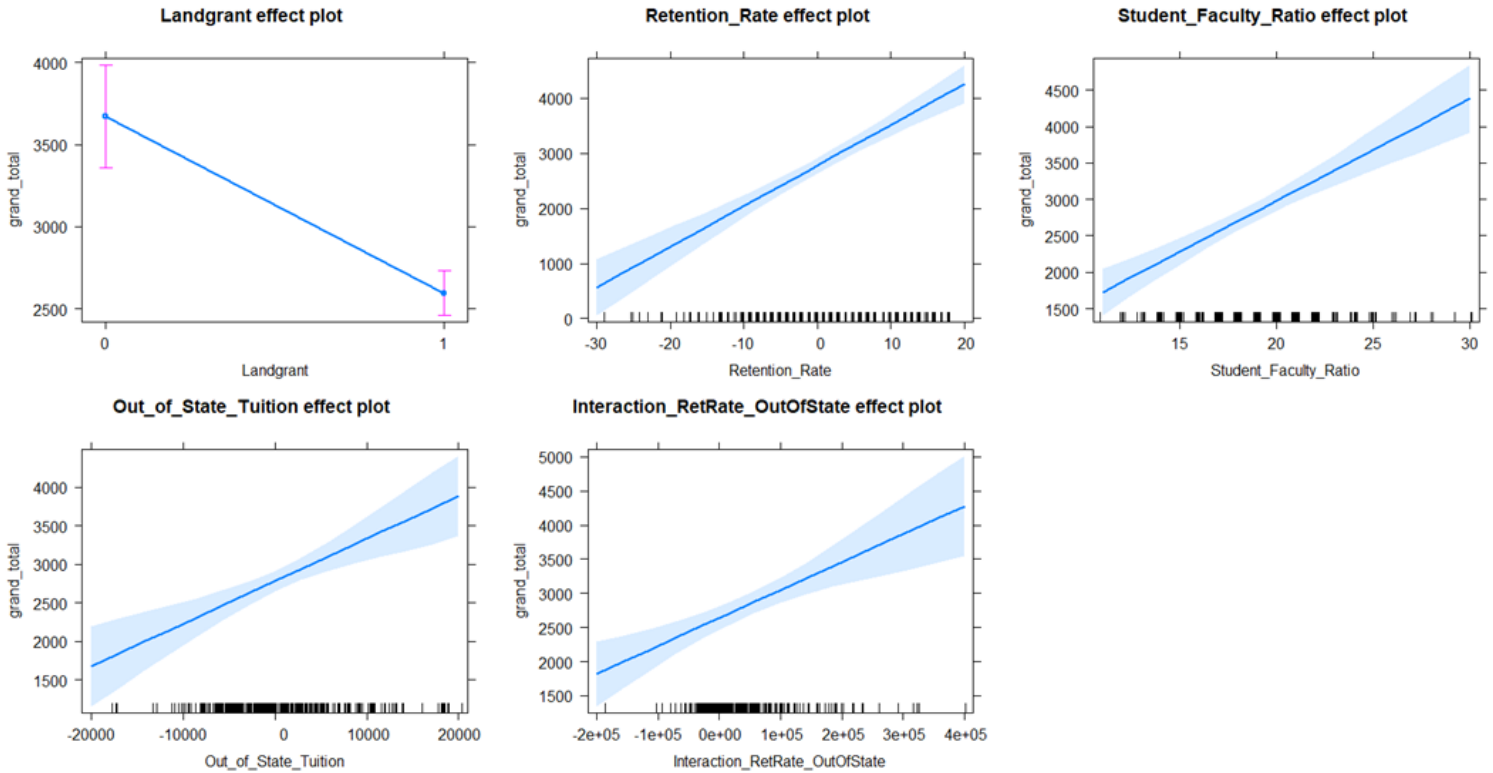 Landgrant effect plot
4000
3500
3000
2500
grand_total
0 1
Landgrant
Retention_Rate effect plot
4000
3000
2000
1000
0
grand_total
-30 -20 -10 0 10 20
Retention_Rate
Student_Faculty_Ratio effect plot
4500
4000
3500
3000
2500
2000
1500
grand_total
15 20 25 30
Student_Faculty_Ratio
Out_of_State_Tuition effect plot
4000
3500
3000
2500
2000
1500
grand_total
-20000 -10000 0 10000 20000
Out_of_State_Tuition
Interaction_RetRate_OutOfState effect plot
5000
4500
4000
3500
3000
2500
2000
1500
grand_total
-2e+05 -1e+05 0e+00 1e+05 2e+05 3e+05 4e+05
Interaction_RetRate_OutOfState